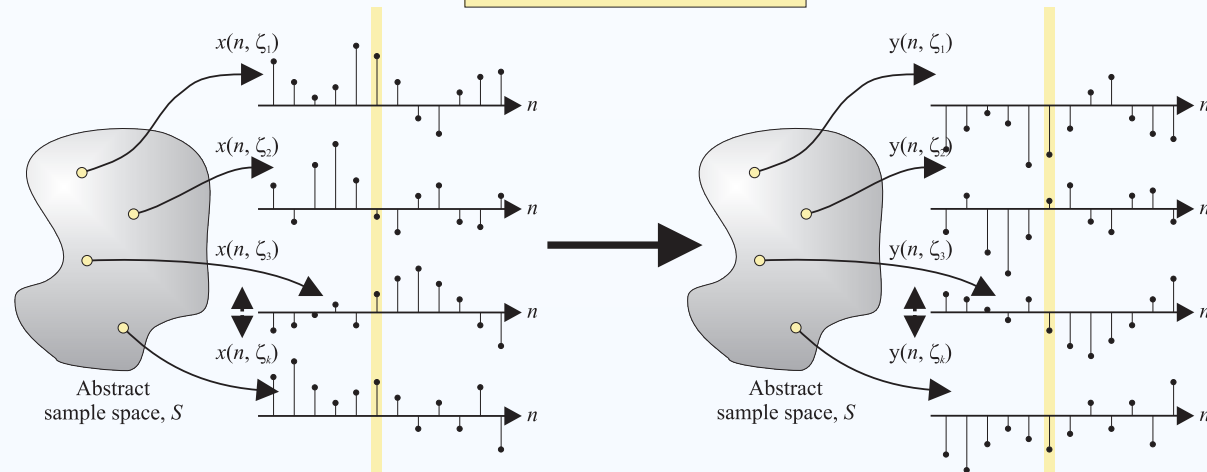 x(n, ζ1)
n
x(n, ζ2)
n
x(n, ζ3)
n
x(n, ζk)
n
Abstract
sample space, S
y(n, ζ1)
n
y(n, ζ2)
n
y(n, ζ3)
n
y(n, ζk)
n
Abstract
sample space, S